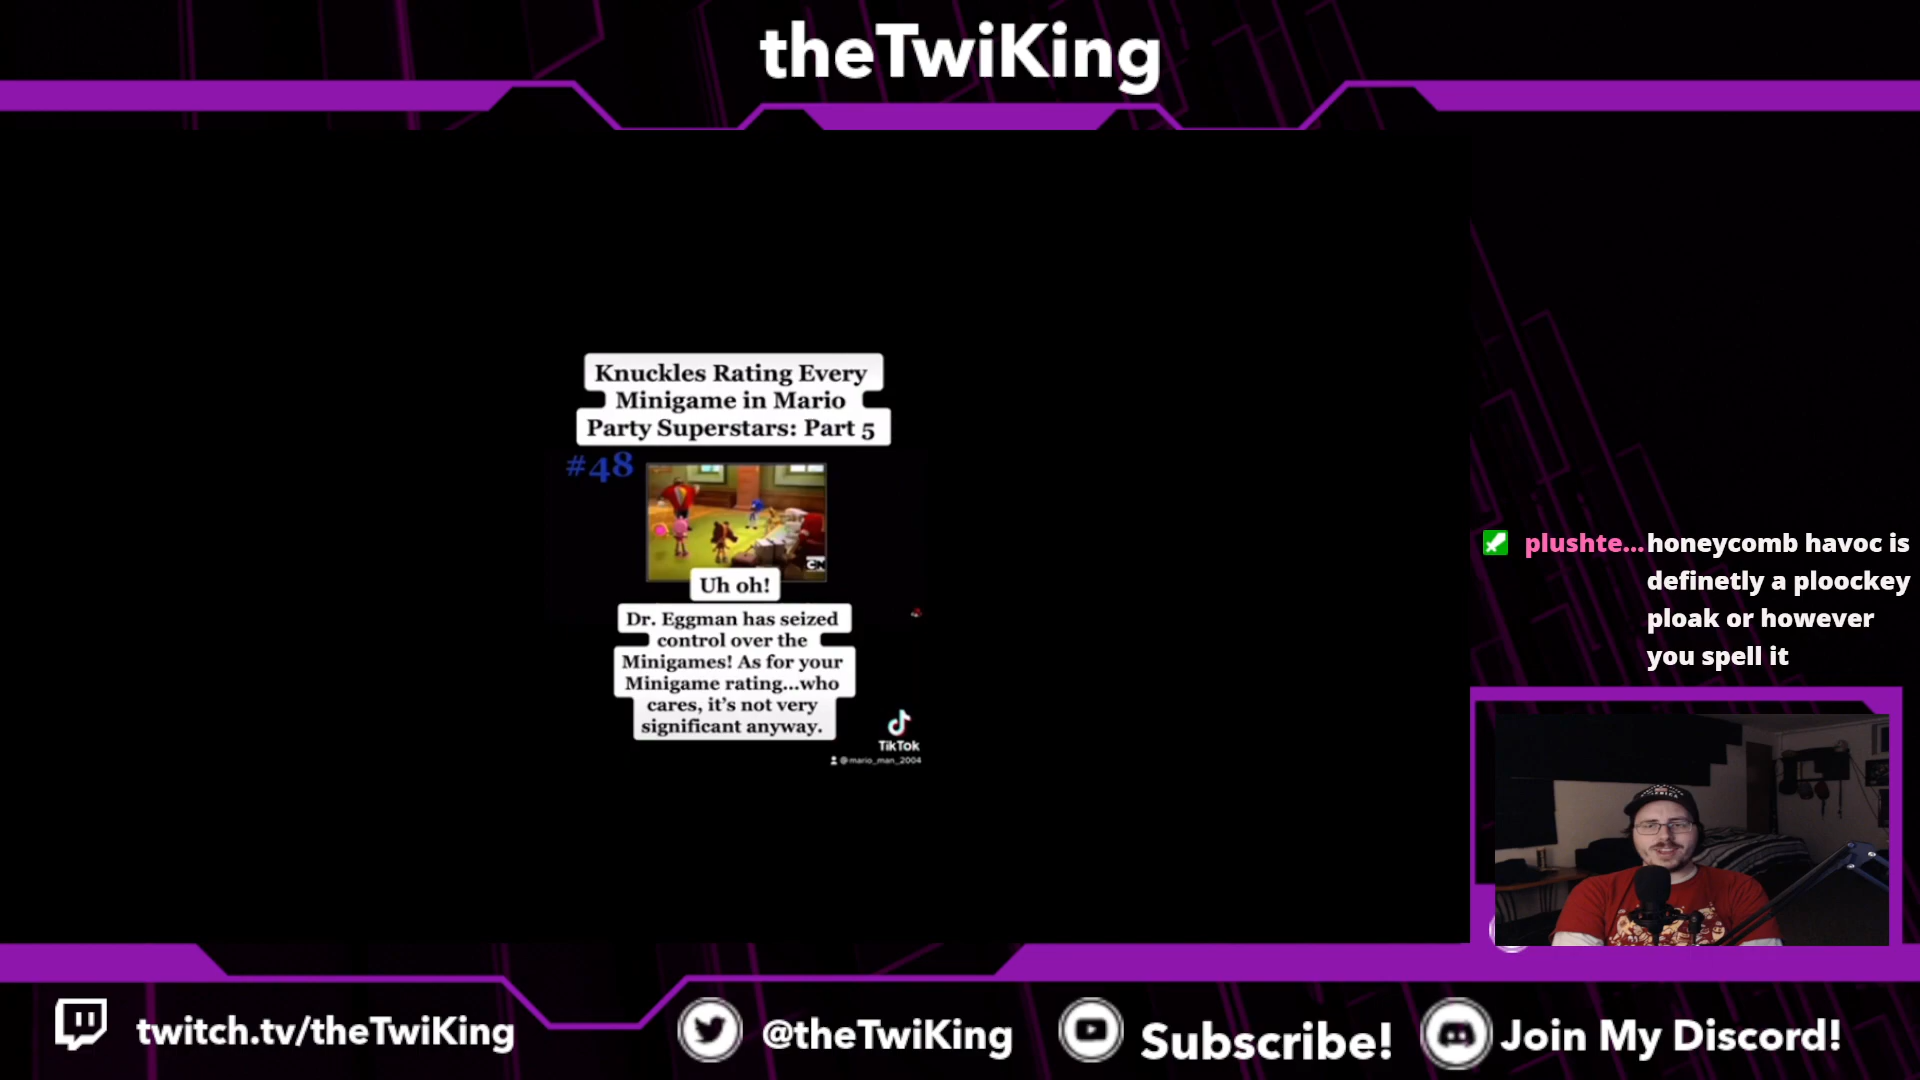 theTwiKing
Knuckles Rating Every
Minigame in Mario
Party Superstars: Part 5
#48
CN
Uh oh!
Dr. Eggman has seized
control over the
Minigames! As for your
Minigame rating...who
cares, it's not very
significant anyway.
TikTok
@mario_man_2004
plushte...honeycomb havoc is
definetly a ploockey
ploak or however
you spell it
twitch.tv/theTwiKing
@theTwiKing
Subscribe!
Join My Discord!